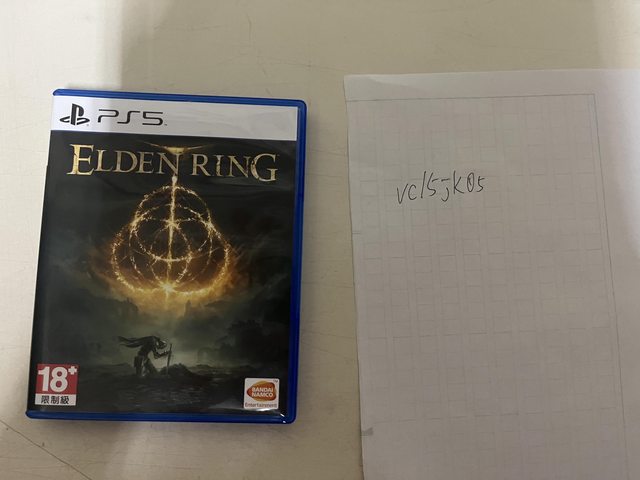 PS5
ELDEN RING
18+
限制級
BANDAI
NAMCO
Entertainment
vcl5jk05